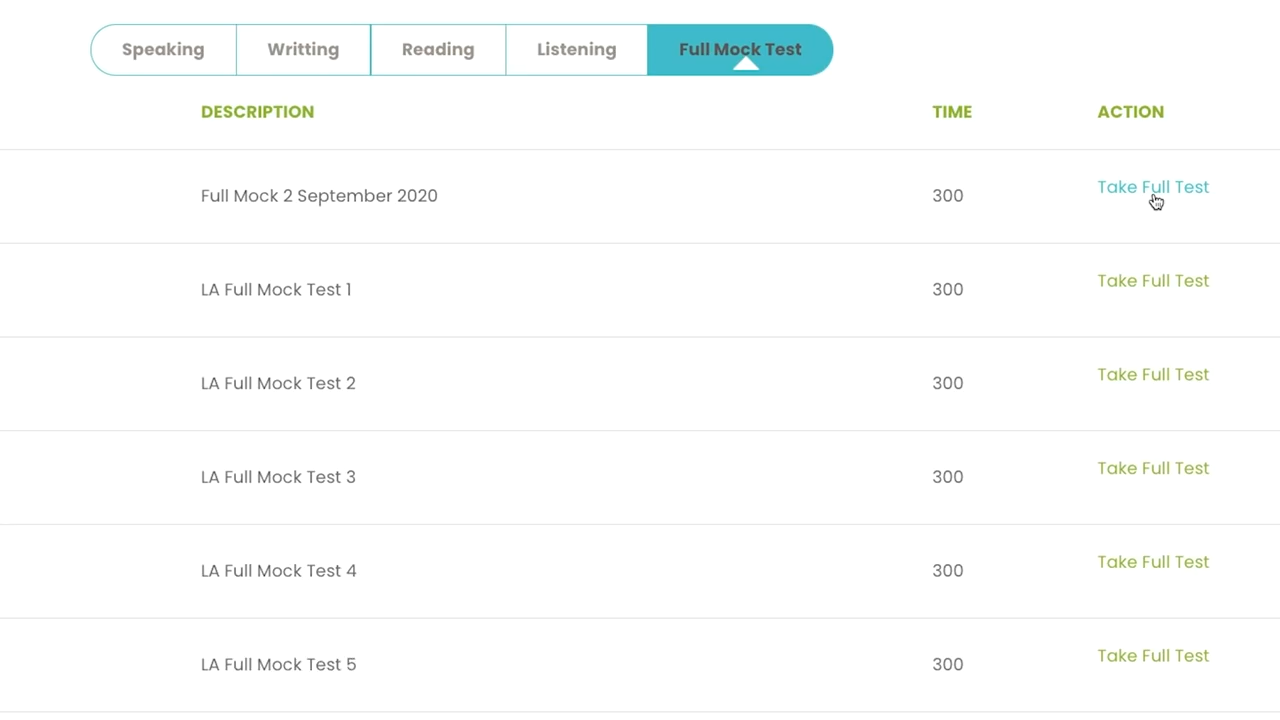 Speaking Writting Reading Listening Full Mock Test
DESCRIPTION TIME ACTION
Full Mock 2 September 2020 300 Take Full Test
LA Full Mock Test 1 300 Take Full Test
LA Full Mock Test 2 300 Take Full Test
LA Full Mock Test 3 300 Take Full Test
LA Full Mock Test 4 300 Take Full Test
LA Full Mock Test 5 300 Take Full Test